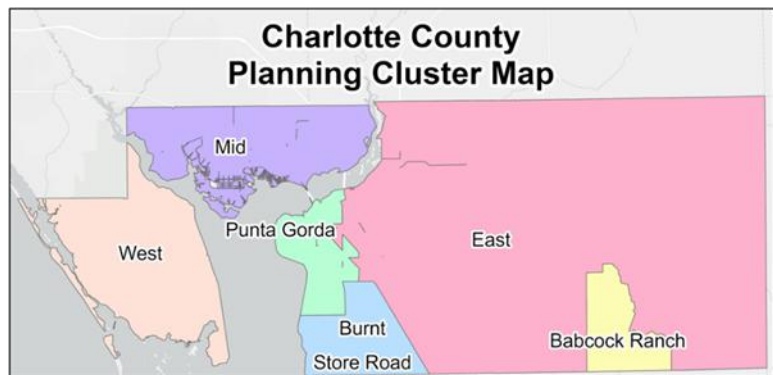 Charlotte County
Planning Cluster Map
Mid
Punta Gorda
West
East
Burnt
Store Road
Babcock Ranch